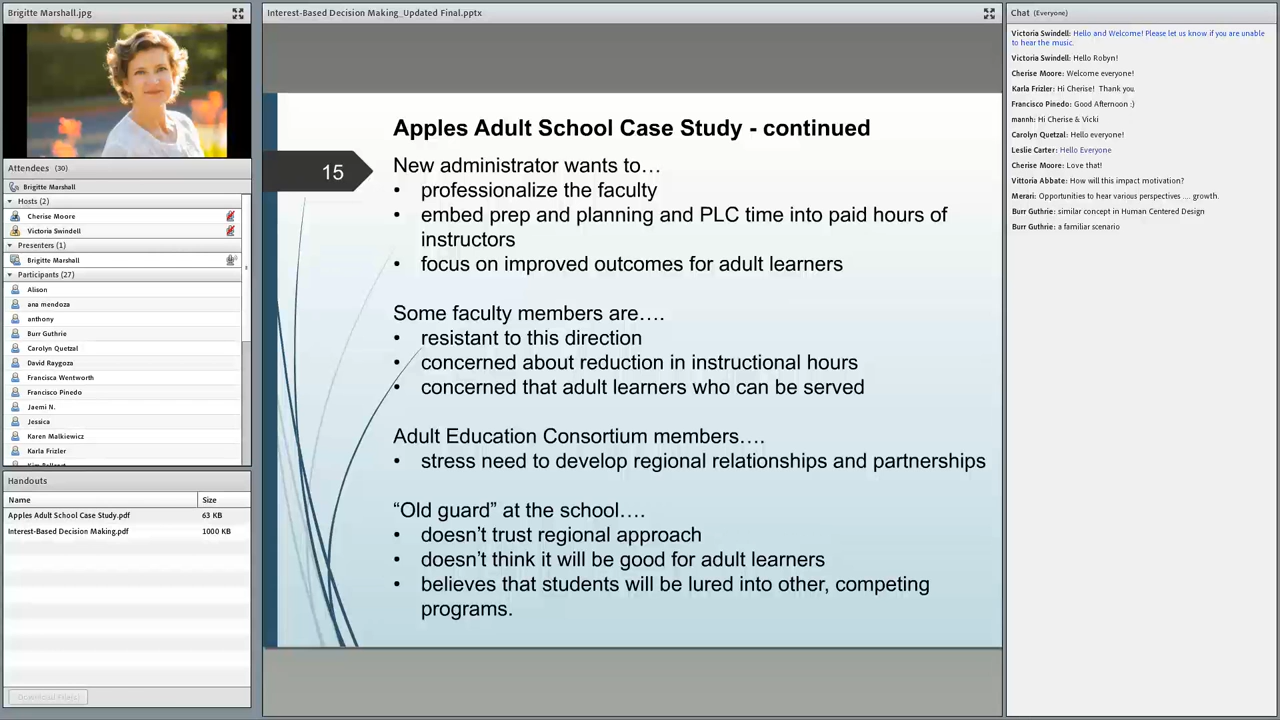 Brigitte Marshall.jpg
Attendees (30)
Brigitte Marshall
Hosts (2)
Cherise Moore
Victoria Swindell
Presenters (1)
Brigitte Marshall
Participants (27)
Alison
ana mendoza
anthony
Burr Guthrie
Carolyn Quetzal
David Raygoza
Francisca Wentworth
Francisco Pinedo
Jaemi N.
Jessica
Karen Malkiewicz
Karla Frizler
Handouts
Name Size
Apples Adult School Case Study.pdf 63 KB
Interest-Based Decision Making.pdf 1000 KB
Interest-Based Decision Making_Updated Final.pptx
15
Apples Adult School Case Study - continued
New administrator wants to…
• professionalize the faculty
• embed prep and planning and PLC time into paid hours of
instructors
• focus on improved outcomes for adult learners
Some faculty members are….
• resistant to this direction
• concerned about reduction in instructional hours
• concerned that adult learners who can be served
Adult Education Consortium members….
• stress need to develop regional relationships and partnerships
“Old guard” at the school….
• doesn’t trust regional approach
• doesn’t think it will be good for adult learners
• believes that students will be lured into other, competing
programs.
Chat (Everyone)
Victoria Swindell: Hello and Welcome! Please let us know if you are unable
to hear the music.
Victoria Swindell: Hello Robyn!
Cherise Moore: Welcome everyone!
Karla Frizler: Hi Cherise! Thank you.
Francisco Pinedo: Good Afternoon :)
mannh: Hi Cherise & Vicki
Carolyn Quetzal: Hello everyone!
Leslie Carter: Hello Everyone
Cherise Moore: Love that!
Vittoria Abbate: How will this impact motivation?
Merari: Opportunities to hear various perspectives .... growth.
Burr Guthrie: similar concept in Human Centered Design
Burr Guthrie: a familiar scenario